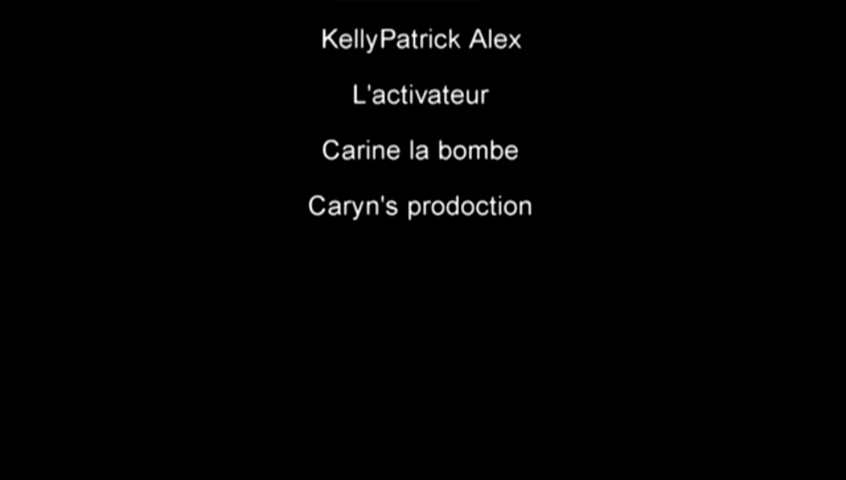 KellyPatrick Alex
L'activateur
Carine la bombe
Caryn's prodoction